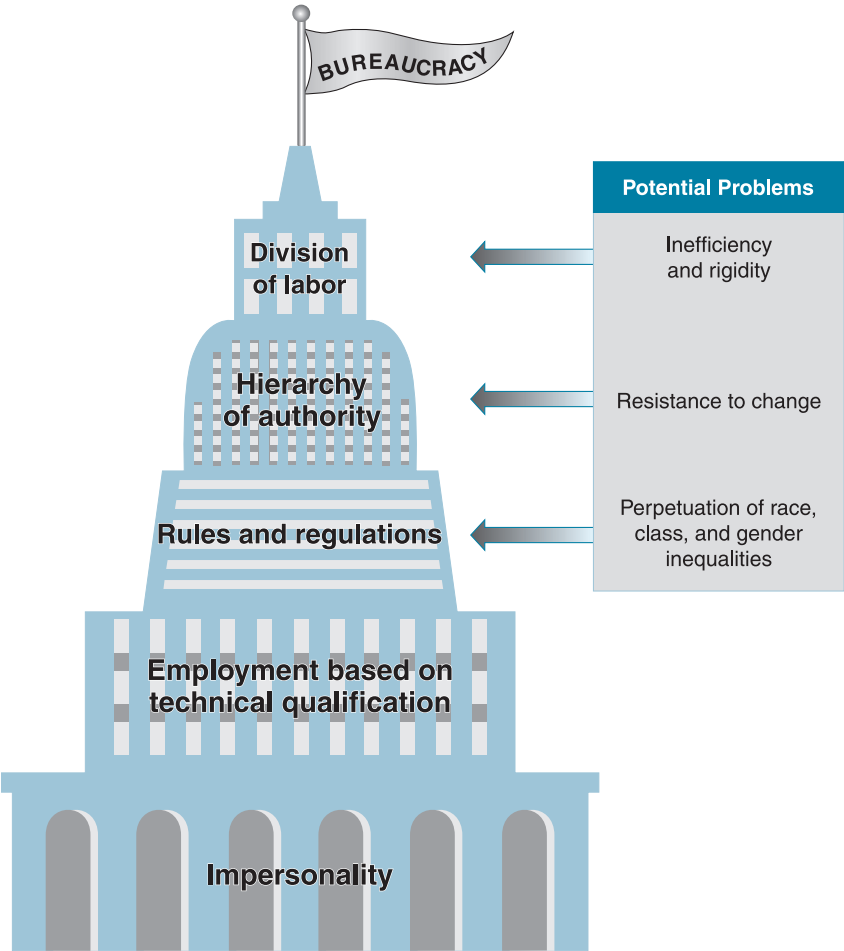 BUREAUCRACY
Division
of labor
Hierarchy
of authority
Rules and regulations
Employment based on
technical qualification
Impersonality
Potential Problems
Inefficiency
and rigidity
Resistance to change
Perpetuation of race,
class, and gender
inequalities